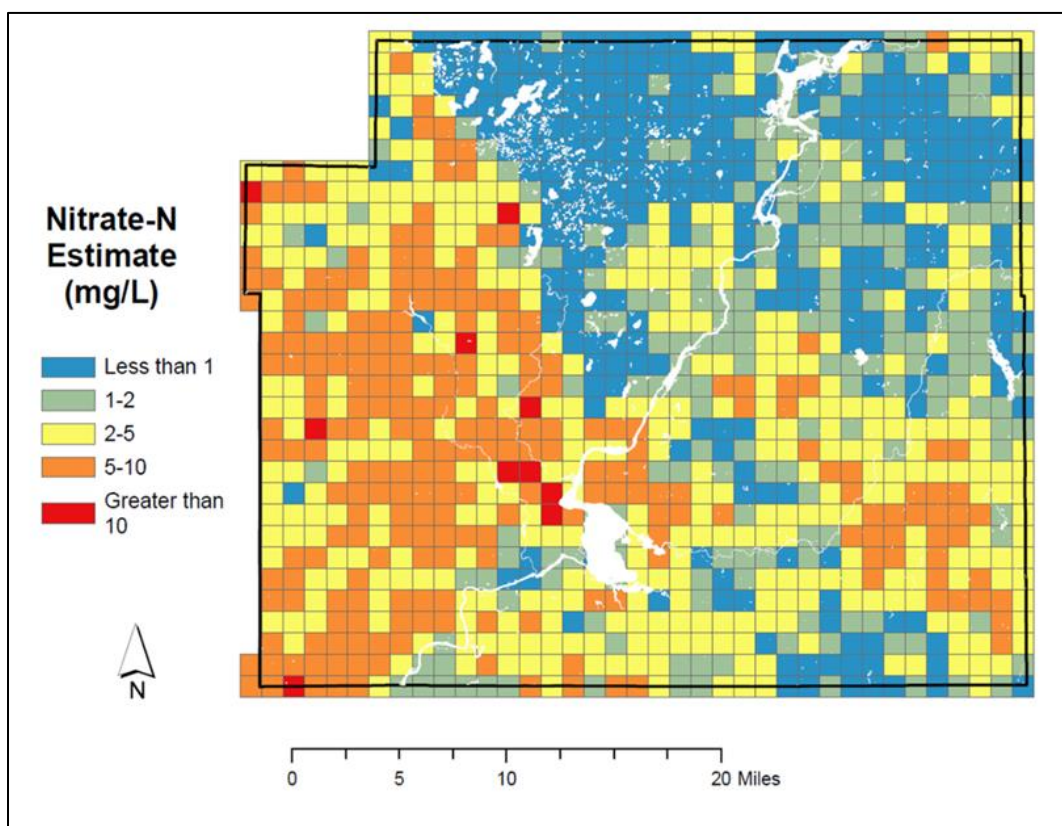 Nitrate-N
Estimate
(mg/L)
Less than 1
1-2
2-5
5-10
Greater than
10
N
0 5 10 20 Miles